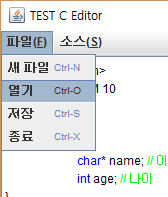 TEST C Editor
파일(F) 소스(S)
새 파일 Ctrl-N
열기 Ctrl-O
저장 Ctrl-S
종료 Ctrl-X
>
10
char* name; //
int age; // 나이